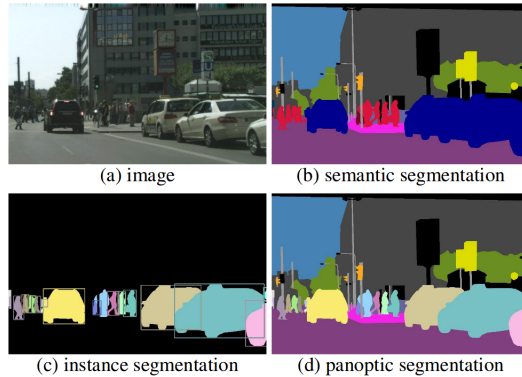 (a) image
(b) semantic segmentation
(c) instance segmentation
(d) panoptic segmentation